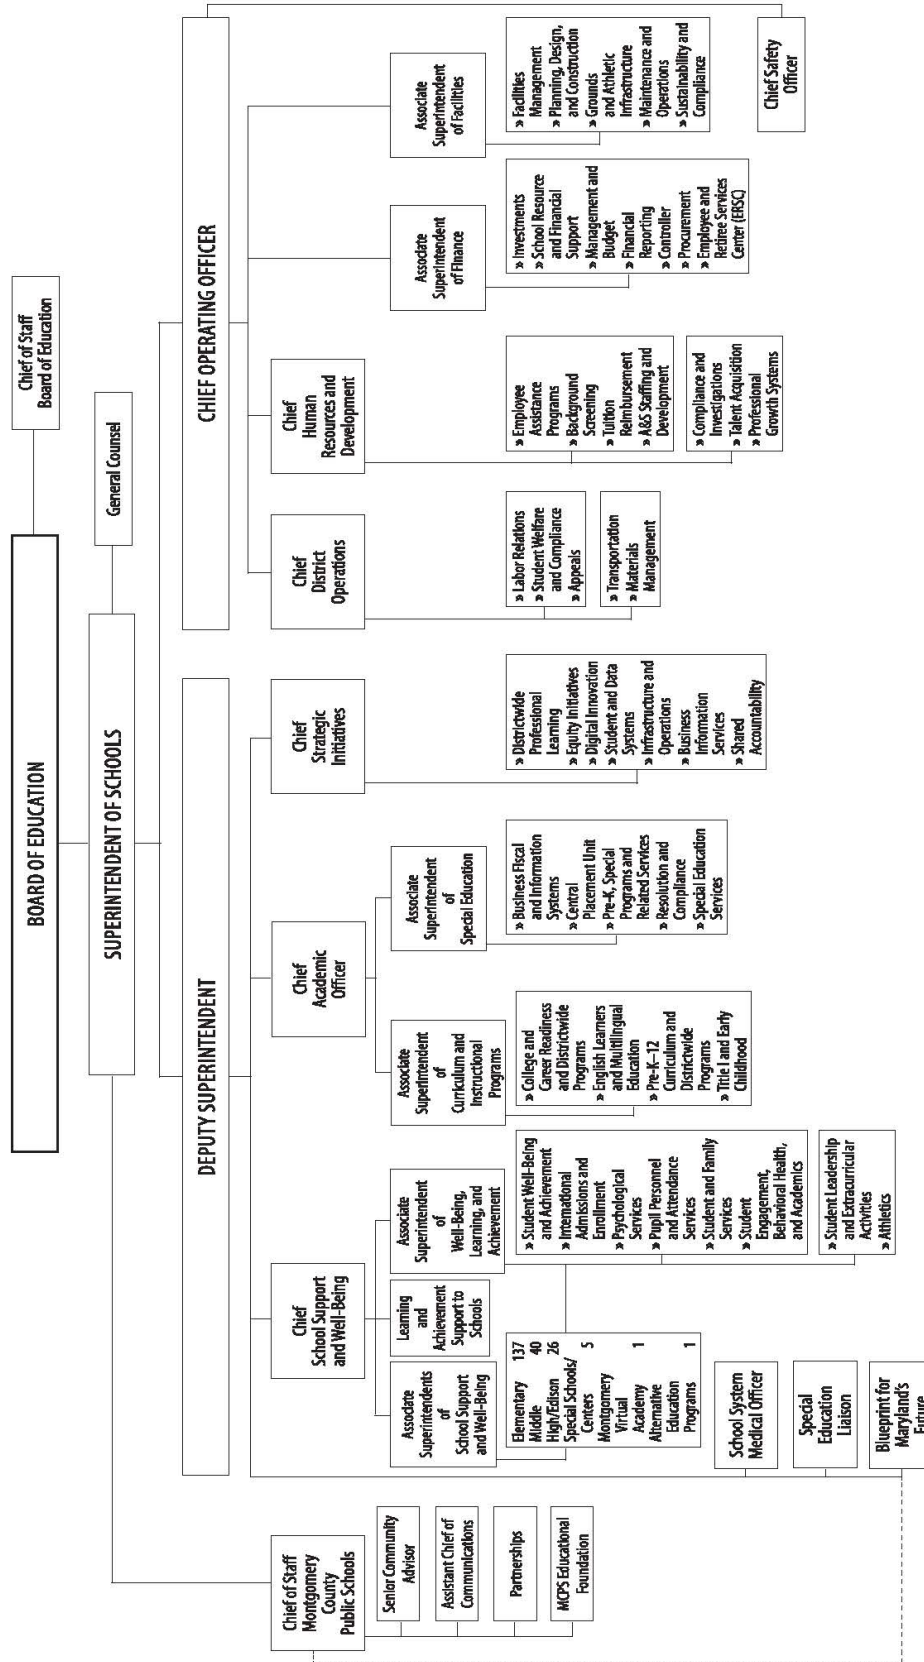 BOARD OF EDUCATION
Chief of Staff
Board of Education
SUPERINTENDENT OF SCHOOLS
General Counsel
Chief of Staff
Montgomery
County
Public Schools
Senior Community
Advisor
Assistant Chief of
Communications
Partnerships
MCPS Educational
Foundation
DEPUTY SUPERINTENDENT
Chief
School Support
and Well-Being
Associate
Superintendents
of
School Support
and Well-Being
Elementary 137
Middle 40
High/Edison 26
Special Schools/
Centers 5
Montgomery
Virtual
Academy 1
Alternative
Education
Programs 1
Learning
and
Achievement
Support to
Schools
Associate
Superintendent
of
Well-Being,
Learning, and
Achievement
» Student Well-Being
and Achievement
» International
Admissions and
Enrollment
» Psychological
Services
» Pupil Personnel
and Attendance
Services
» Student and Family
Services
» Student
Engagement,
Behavioral Health,
and Academics
» Student Leadership
and Extracurricular
Activities
» Athletics
School System
Medical Officer
Special
Education
Liaison
Blueprint for
Maryland's
Future
Chief
Academic
Officer
Associate
Superintendent
of
Curriculum and
Instructional
Programs
» College and
Career Readiness
and Districtwide
Programs
» English Learners
and Multilingual
Education
» Pre-K–12
Curriculum and
Districtwide
Programs
» Title I and Early
Childhood
Associate
Superintendent
of
Special Education
» Business Fiscal
and Information
Systems
» Central
Placement Unit
» Pre-K, Special
Programs and
Related Services
» Resolution and
Compliance
» Special Education
Services
Chief
Strategic
Initiatives
» Districtwide
Professional
Learning
» Equity Initiatives
» Digital Innovation
» Student and Data
Systems
» Infrastructure and
Operations
» Business
Information
Services
» Shared
Accountability
CHIEF OPERATING OFFICER
Chief
District
Operations
» Labor Relations
» Student Welfare
and Compliance
» Appeals
» Transportation
» Materials
Management
Chief
Human
Resources and
Development
» Employee
Assistance
Programs
» Background
Screening
» Tuition
Reimbursement
» A&S Staffing and
Development
» Compliance and
Investigations
» Talent Acquisition
» Professional
Growth Systems
Associate
Superintendent
of Finance
» Investments
» School Resource
and Financial
Support
» Management and
Budget
» Financial
Reporting
» Controller
» Procurement
» Employee and
Retiree Services
Center (ERSC)
Associate
Superintendent
of Facilities
» Facilities
Management
» Planning, Design,
and Construction
» Grounds
and Athletic
Infrastructure
» Maintenance and
Operations
» Sustainability and
Compliance
Chief Safety
Officer